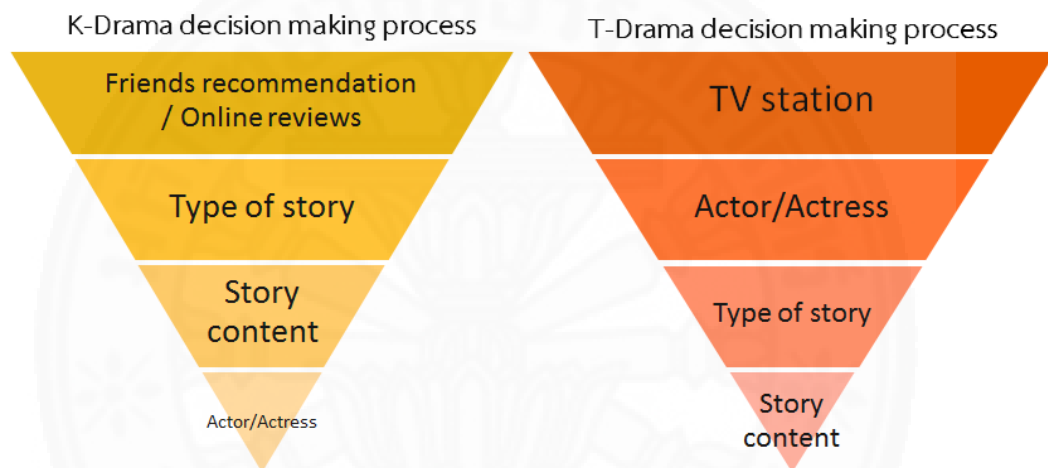 K-Drama decision making process
Friends recommendation
/ Online reviews
Type of story
Story
content
Actor/Actress
T-Drama decision making process
TV station
Actor/Actress
Type of story
Story
content